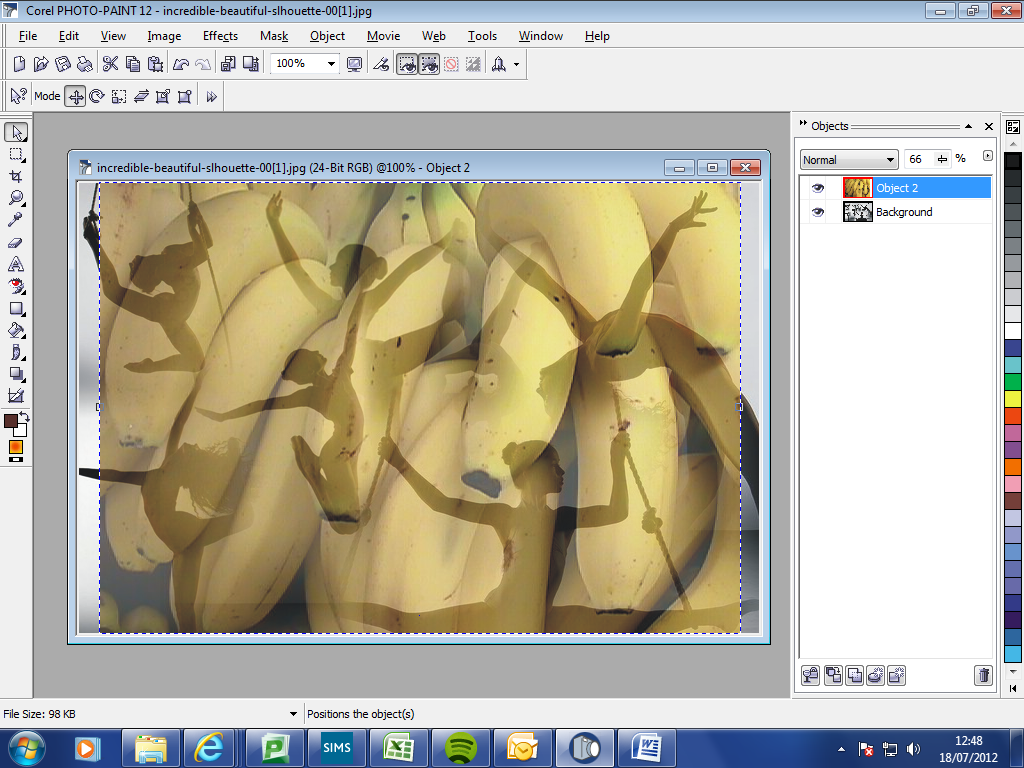 Corel PHOTO-PAINT 12 - incredible-beautiful-slhouette-00[1].jpg
File Edit View Image Effects Mask Object Movie Web Tools Window Help
100%
Mode
Objects
incredible-beautiful-slhouette-00[1].jpg (24-Bit RGB) @100% - Object 2
Normal 66 %
Object 2
Background
File Size: 98 KB Positions the object(s)
SIMS
12:48
18/07/2012